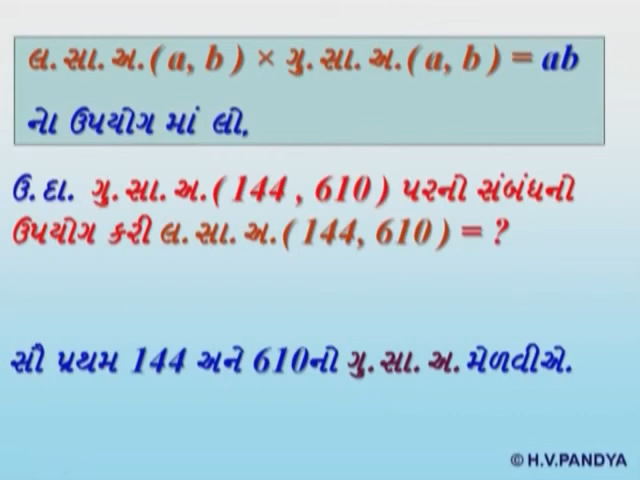 લ. સા. અ. ( a, b ) × ગુ. સા. અ. ( a, b ) = ab
નો ઉપયોગ માં લો.
ઉ. દા. ગુ. સા. અ. ( 144 , 610 ) પરનો સંબંધનો
ઉપયોગ કરી લ. સા. અ. ( 144, 610 ) = ?
સૌ પ્રથમ 144 અને 610નો ગુ. સા. અ. મેળવીએ.
© H.V.PANDYA